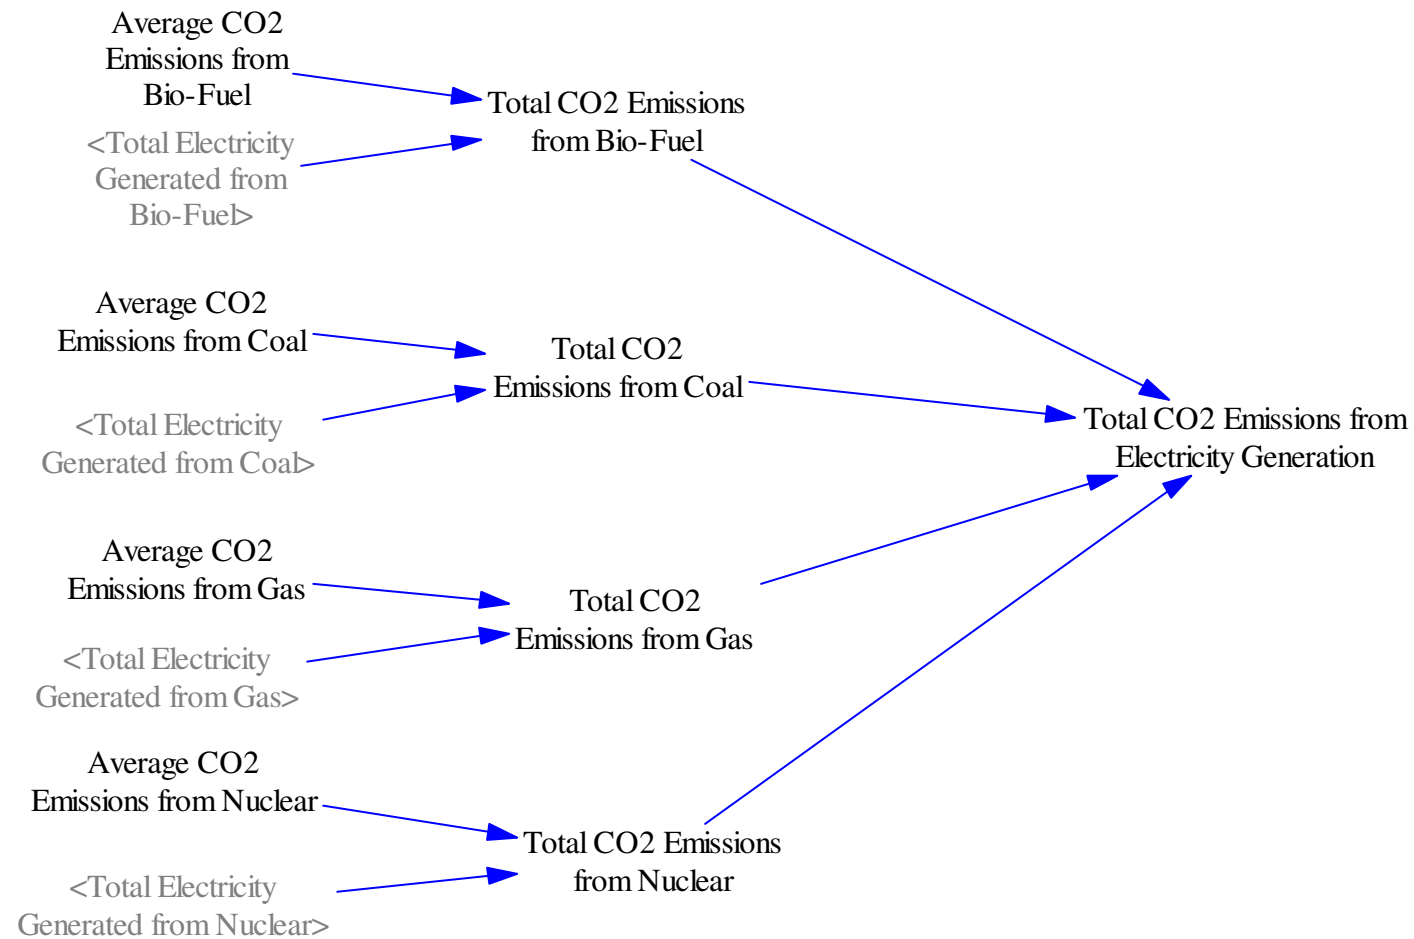 Average CO2
Emissions from
Bio-Fuel
<Total Electricity
Generated from
Bio-Fuel>
Total CO2 Emissions
from Bio-Fuel
Average CO2
Emissions from Coal
<Total Electricity
Generated from Coal>
Total CO2
Emissions from Coal
Total CO2 Emissions from
Electricity Generation
Average CO2
Emissions from Gas
<Total Electricity
Generated from Gas>
Total CO2
Emissions from Gas
Average CO2
Emissions from Nuclear
<Total Electricity
Generated from Nuclear>
Total CO2 Emissions
from Nuclear